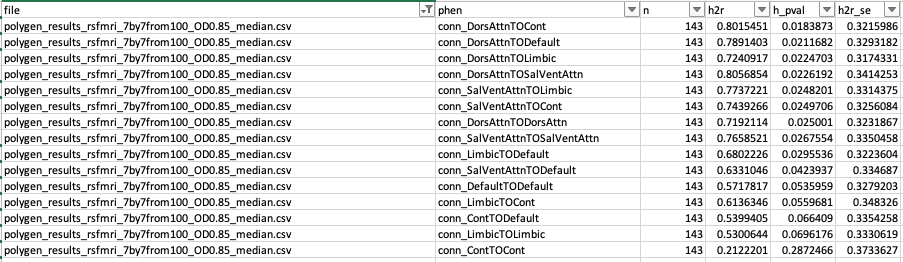 file phen n h2r h_pval h2r_se
polygen_results_rsfmri_7by7from100_OD0.85_median.csv conn_DorsAttnTOCont 143 0.8015451 0.0183873 0.3215986
polygen_results_rsfmri_7by7from100_OD0.85_median.csv conn_DorsAttnTODefault 143 0.7891403 0.0211682 0.3293182
polygen_results_rsfmri_7by7from100_OD0.85_median.csv conn_DorsAttnTOLimbic 143 0.7240917 0.0224703 0.3174331
polygen_results_rsfmri_7by7from100_OD0.85_median.csv conn_DorsAttnTOSalVentAttn 143 0.8056854 0.0226192 0.3414253
polygen_results_rsfmri_7by7from100_OD0.85_median.csv conn_SalVentAttnTOLimbic 143 0.7737221 0.0248201 0.3314375
polygen_results_rsfmri_7by7from100_OD0.85_median.csv conn_SalVentAttnTOCont 143 0.7439266 0.0249706 0.3256084
polygen_results_rsfmri_7by7from100_OD0.85_median.csv conn_DorsAttnTODorsAttn 143 0.7192114 0.025001 0.3231867
polygen_results_rsfmri_7by7from100_OD0.85_median.csv conn_SalVentAttnTOSalVentAttn 143 0.7658521 0.0267554 0.3350458
polygen_results_rsfmri_7by7from100_OD0.85_median.csv conn_LimbicTODefault 143 0.6802226 0.0295536 0.3223604
polygen_results_rsfmri_7by7from100_OD0.85_median.csv conn_SalVentAttnTODefault 143 0.6331046 0.0423937 0.334687
polygen_results_rsfmri_7by7from100_OD0.85_median.csv conn_DefaultTODefault 143 0.5717817 0.0535959 0.3279203
polygen_results_rsfmri_7by7from100_OD0.85_median.csv conn_LimbicTOCont 143 0.6136346 0.0559681 0.348326
polygen_results_rsfmri_7by7from100_OD0.85_median.csv conn_ContTODefault 143 0.5399405 0.066409 0.3354258
polygen_results_rsfmri_7by7from100_OD0.85_median.csv conn_LimbicTOLimbic 143 0.5300644 0.0696176 0.3330619
polygen_results_rsfmri_7by7from100_OD0.85_median.csv conn_ContTOCont 143 0.2122201 0.2872466 0.3733627